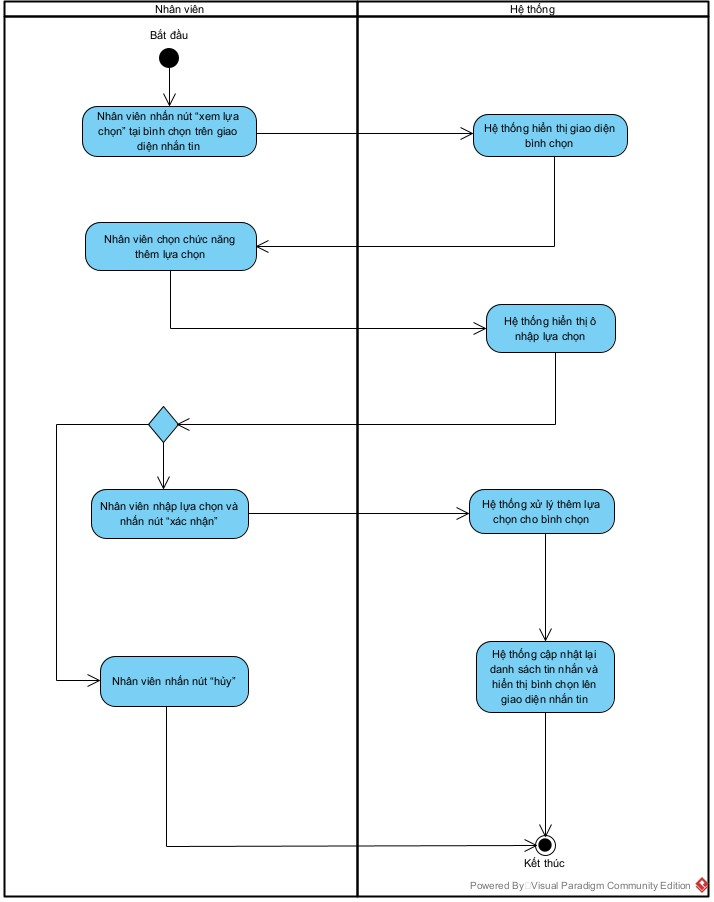 Nhân viên
Hệ thống
Bắt đầu
Nhân viên nhấn nút “xem lựa
chọn” tại bình chọn trên giao
diện nhấn tin
Hệ thống hiển thị giao diện
bình chọn
Nhân viên chọn chức năng
thêm lựa chọn
Hệ thống hiển thị ô
nhập lựa chọn
Nhân viên nhập lựa chọn và
nhấn nút “xác nhận”
Hệ thống xử lý thêm lựa
chọn cho bình chọn
Hệ thống cập nhật lại
danh sách tin nhấn và
hiển thị bình chọn lên
giao diện nhấn tin
Nhân viên nhấn nút “hủy”
Kết thúc
Powered By Visual Paradigm Community Edition